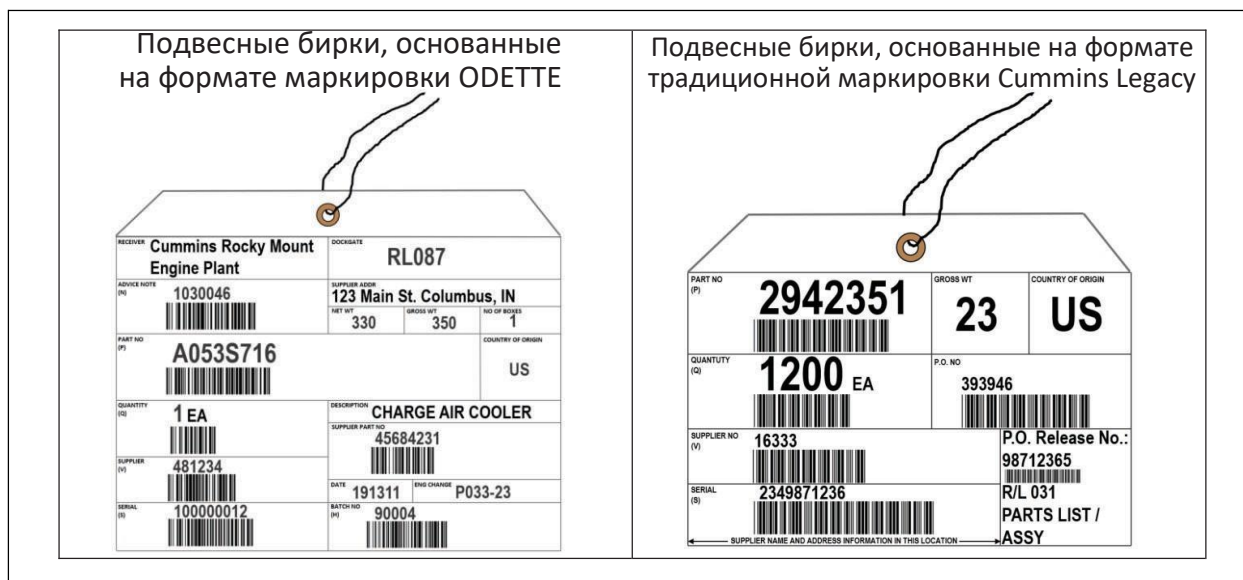 Подвесные бирки, основанные
на формате маркировки ODETTE
RECEIVER
Cummins Rocky Mount
Engine Plant
DOCKGATE
RL087
ADVICE NOTE
(N)
1030046
SUPPLIER ADDR
123 Main St. Columbus, IN
NET WT
330
GROSS WT
350
NO OF BOXES
1
PART NO
(P)
A053S716
COUNTRY OF ORIGIN
US
QUANTITY
(Q)
1 EA
DESCRIPTION
CHARGE AIR COOLER
SUPPLIER PART NO
45684231
SUPPLIER
(V)
481234
DATE
191311
ENG CHANGE
P033-23
SERIAL
(S)
100000012
BATCH NO
(H)
90004
Подвесные бирки, основанные на формате
традиционной маркировки Cummins Legacy
PART NO
(P)
2942351
GROSS WT
23
COUNTRY OF ORIGIN
US
QUANTUTY
(Q)
1200 EA
P.O. NO
393946
SUPPLIER NO
(V)
16333
P.O. Release No.:
98712365
SERIAL
(S)
2349871236
R/L 031
PARTS LIST /
ASSY
SUPPLIER NAME AND ADDRESS INFORMATION IN THIS LOCATION